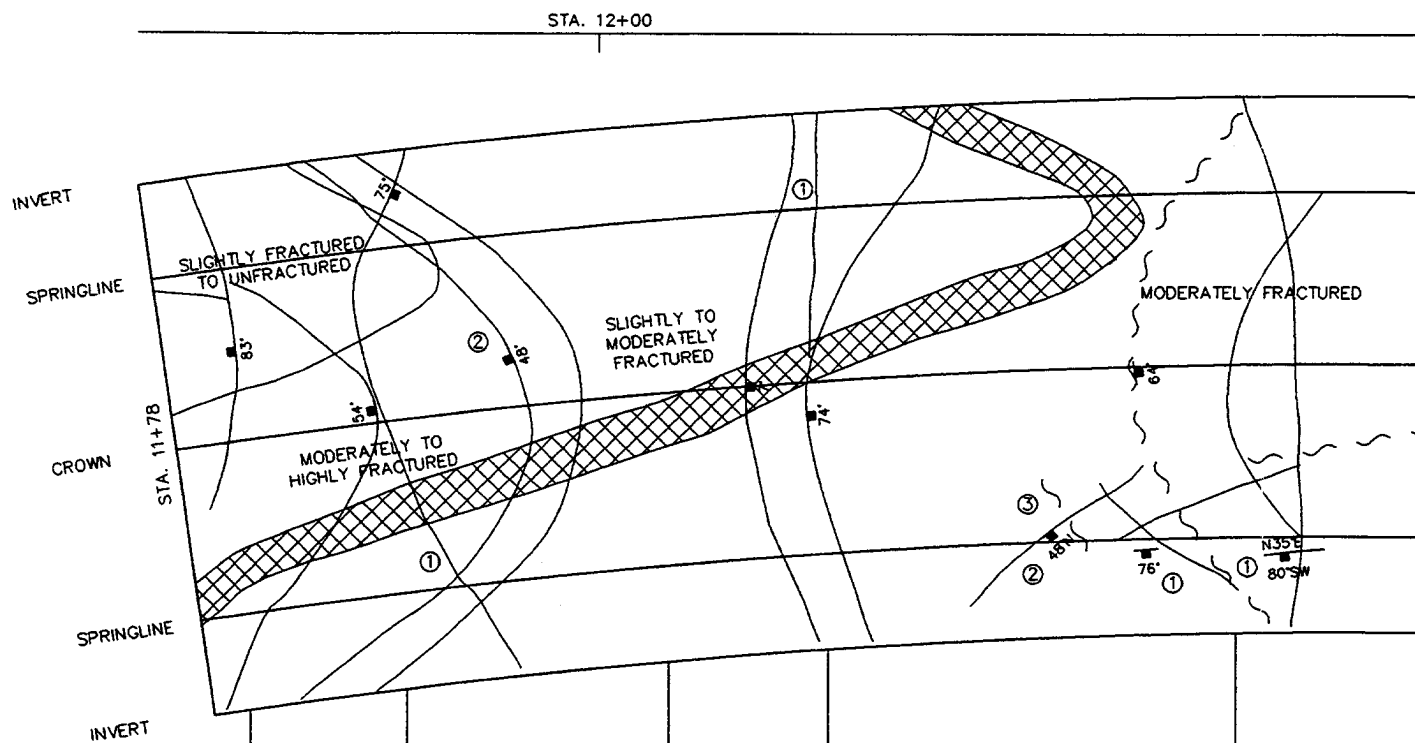 STA. 12+00
INVERT
SPRINGLINE
CROWN
SPRINGLINE
INVERT
STA. 11+78
SLIGHTLY FRACTURED
TO UNFRACTURED
75°
83°
54°
②
48°
MODERATELY TO
HIGHLY FRACTURED
①
SLIGHTLY TO
MODERATELY
FRACTURED
①
74°
MODERATELY FRACTURED
64°
③
②
48°N
76°
①
①
N35°E
80°SW